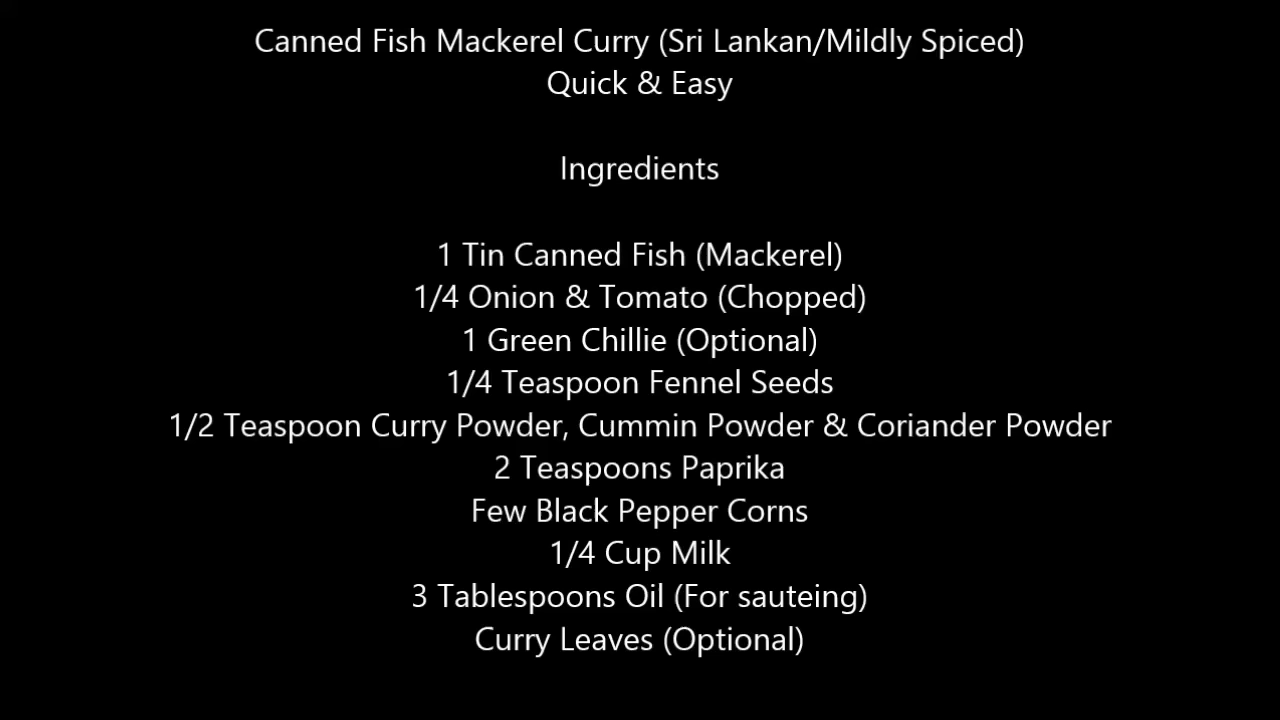 Canned Fish Mackerel Curry (Sri Lankan/Mildly Spiced)
Quick & Easy
Ingredients
1 Tin Canned Fish (Mackerel)
1/4 Onion & Tomato (Chopped)
1 Green Chillie (Optional)
1/4 Teaspoon Fennel Seeds
1/2 Teaspoon Curry Powder, Cummin Powder & Coriander Powder
2 Teaspoons Paprika
Few Black Pepper Corns
1/4 Cup Milk
3 Tablespoons Oil (For sauteing)
Curry Leaves (Optional)